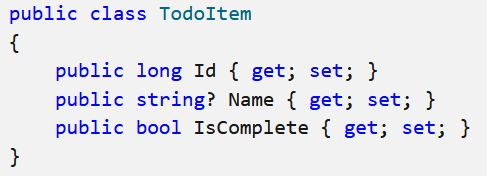 public class TodoItem
{
    public long Id { get; set; }
    public string? Name { get; set; }
    public bool IsComplete { get; set; }
}